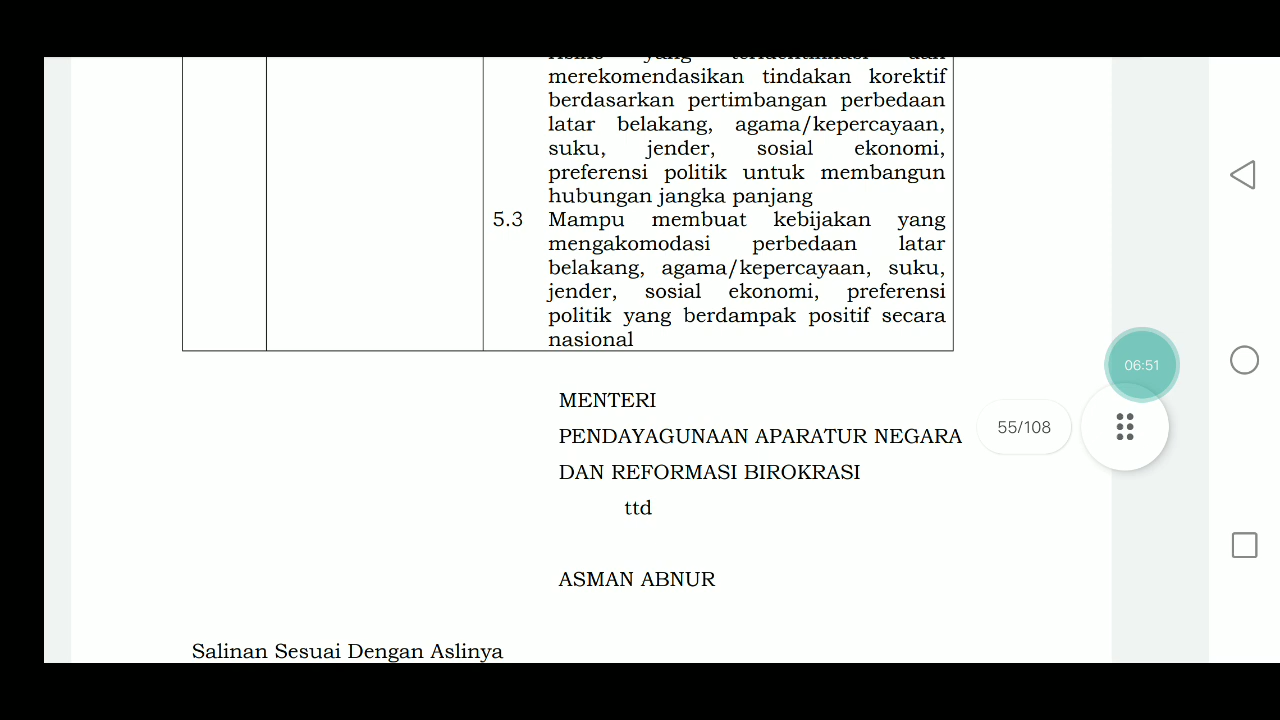 merekomendasikan tindakan korektif
berdasarkan pertimbangan perbedaan
latar belakang, agama/kepercayaan,
suku, jender, sosial ekonomi,
preferensi politik untuk membangun
hubungan jangka panjang
5.3 Mampu membuat kebijakan yang
mengakomodasi perbedaan latar
belakang, agama/kepercayaan, suku,
jender, sosial ekonomi, preferensi
politik yang berdampak positif secara
nasional
MENTERI
PENDAYAGUNAAN APARATUR NEGARA
DAN REFORMASI BIROKRASI
ttd
ASMAN ABNUR
Salinan Sesuai Dengan Aslinya
06:51
55/108